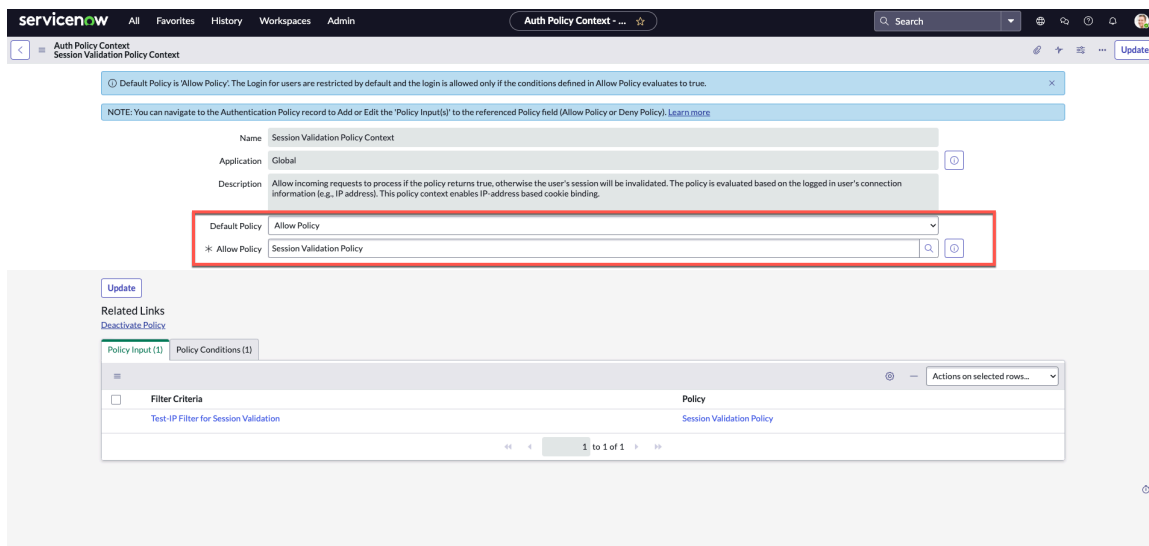 servicenow All Favorites History Workspaces Admin Auth Policy Context - ... Search
Auth Policy Context
Session Validation Policy Context
Update
Default Policy is 'Allow Policy'. The Login for users are restricted by default and the login is allowed only if the conditions defined in Allow Policy evaluates to true.
NOTE: You can navigate to the Authentication Policy record to Add or Edit the 'Policy Input(s)' to the referenced Policy field (Allow Policy or Deny Policy). Learn more
Name Session Validation Policy Context
Application Global
Description Allow incoming requests to process if the policy returns true, otherwise the user's session will be invalidated. The policy is evaluated based on the logged in user's connection
information (e.g., IP address). This policy context enables IP-address based cookie binding.
Default Policy Allow Policy
Allow Policy Session Validation Policy
Update
Related Links
Deactivate Policy
Policy Input (1) Policy Conditions (1)
Actions on selected rows...
Filter Criteria Policy
Test-IP Filter for Session Validation Session Validation Policy
1 to 1 of 1